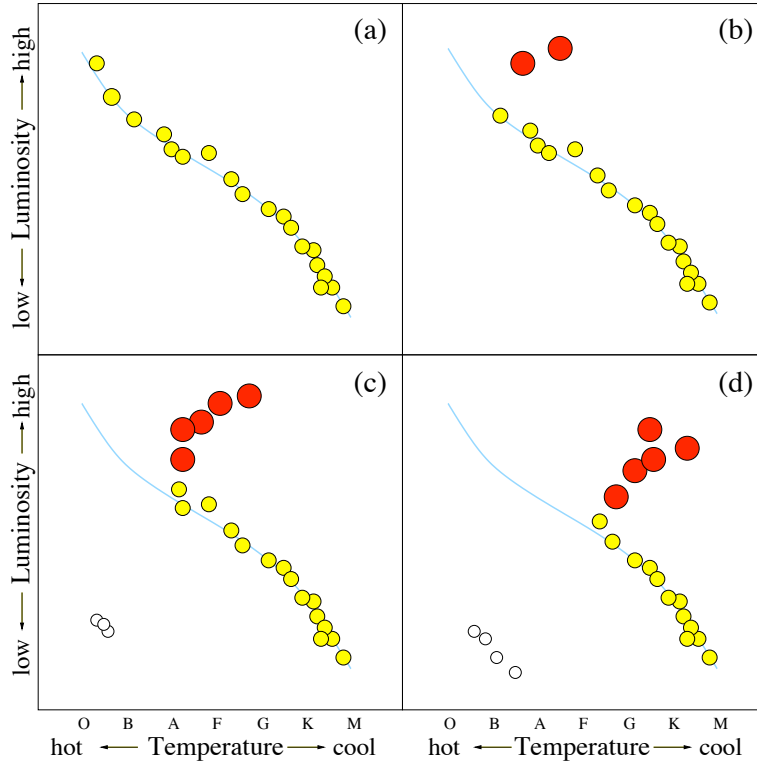 (a)
(b)
low Luminosity high
(c)
(d)
low Luminosity high
O B A F G K M
O B A F G K M
hot Temperature cool
hot Temperature cool